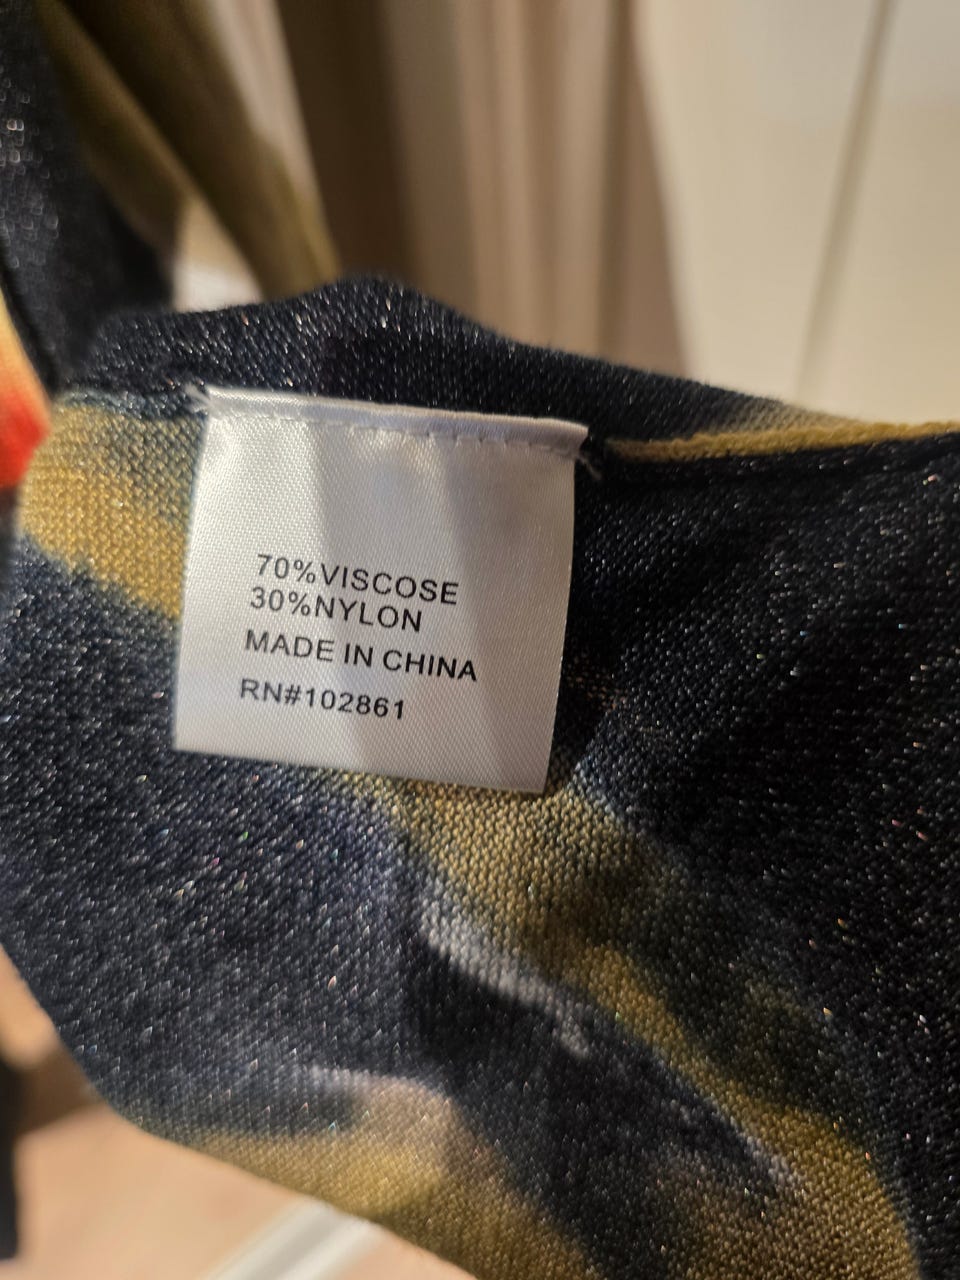 70%VISCOSE
30%NYLON
MADE IN CHINA
RN#102861